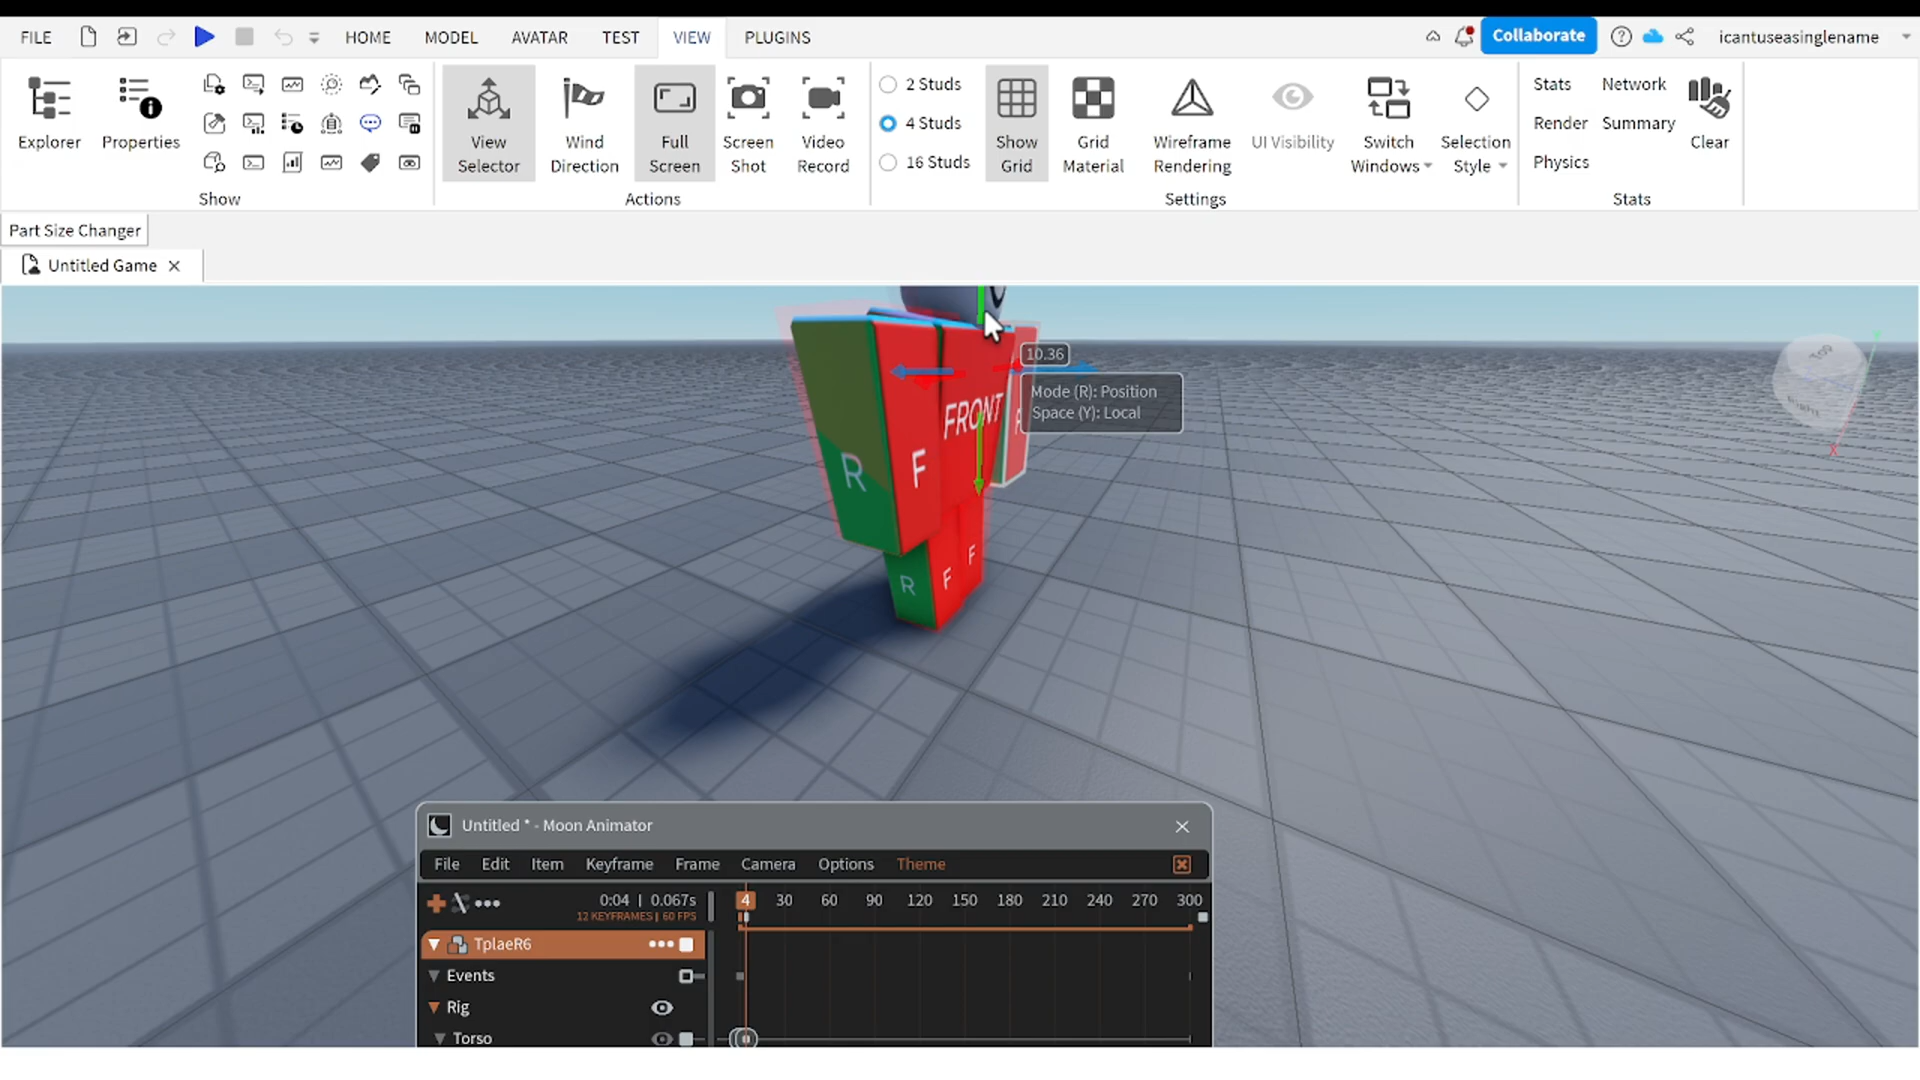 FILE HOME MODEL AVATAR TEST VIEW PLUGINS Collaborate icantuseasinglename
Explorer
Properties
Show
View
Selector
Wind
Direction
Full
Screen
Screen
Shot
Video
Record
Actions
2 Studs
4 Studs
16 Studs
Show
Grid
Grid
Material
Wireframe
Rendering
UI Visibility
Switch
Windows
Selection
Style
Settings
Stats Network
Render Summary
Physics
Clear
Stats
Part Size Changer
Untitled Game
10.36
Mode (R): Position
Space (Y): Local
Top
FRONT
R F
R F F
X
Untitled * - Moon Animator
File Edit Item Keyframe Frame Camera Options Theme
0:04 | 0.067s
12 KEYFRAMES | 60 FPS
4 30 60 90 120 150 180 210 240 270 300
TplaeR6
Events
Rig
Torso